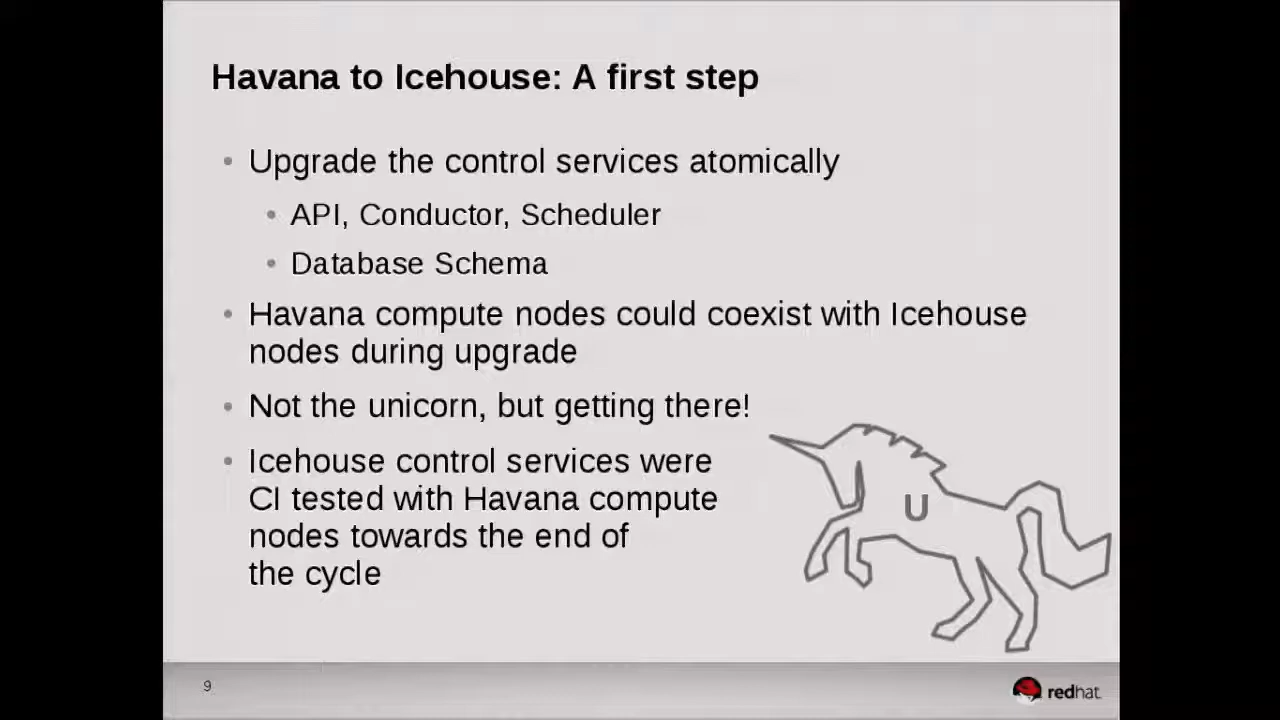 Havana to Icehouse: A first step
• Upgrade the control services atomically
• API, Conductor, Scheduler
• Database Schema
• Havana compute nodes could coexist with Icehouse
nodes during upgrade
• Not the unicorn, but getting there!
• Icehouse control services were
CI tested with Havana compute
nodes towards the end of
the cycle
U
9
redhat.